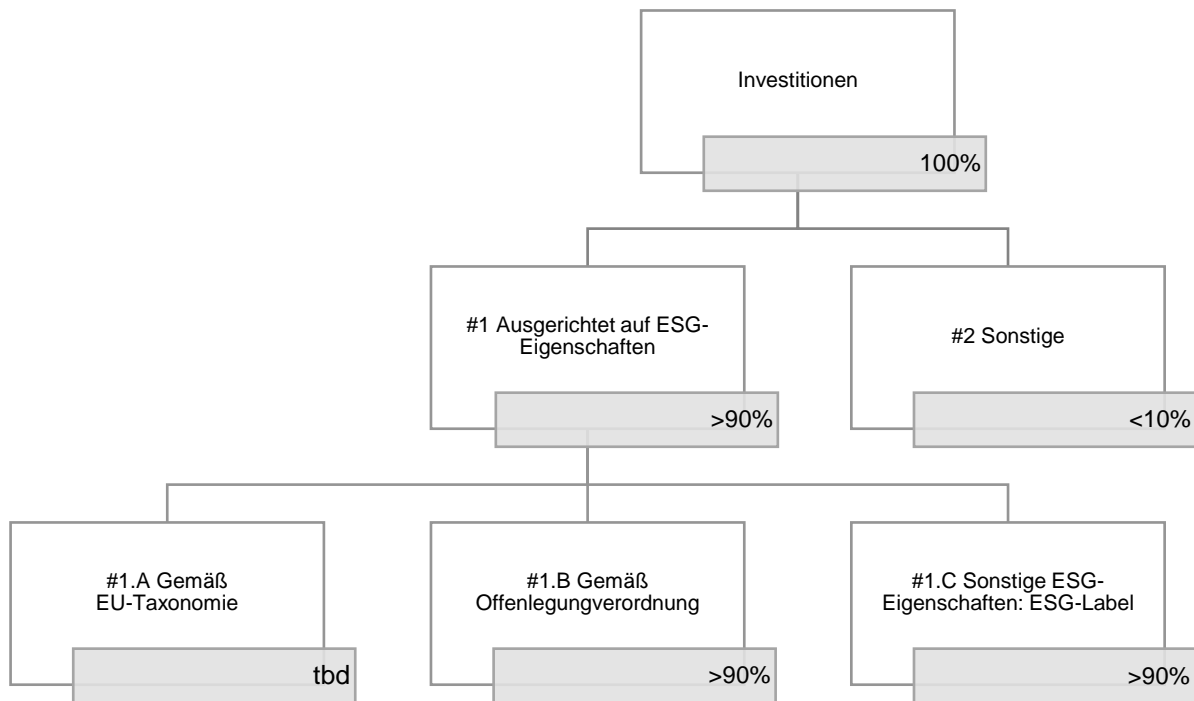 Investitionen
100%
#1 Ausgerichtet auf ESG-
Eigenschaften
>90%
#2 Sonstige
<10%
#1.A Gemäß
EU-Taxonomie
tbd
#1.B Gemäß
Offenlegungverordnung
>90%
#1.C Sonstige ESG-
Eigenschaften: ESG-Label
>90%